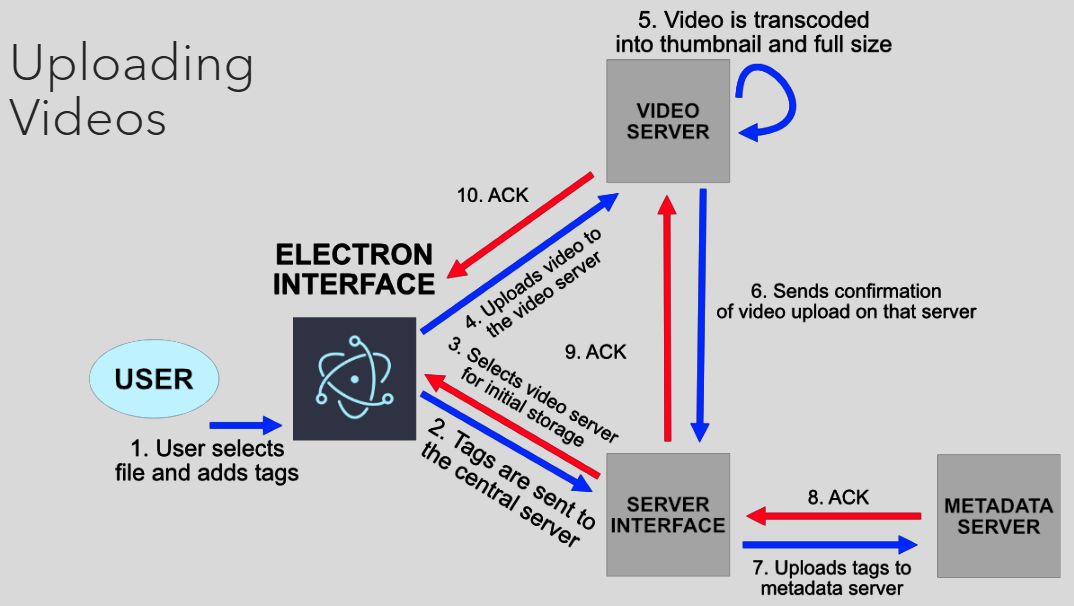 Uploading
Videos
5. Video is transcoded
into thumbnail and full size
VIDEO
SERVER
10. ACK
ELECTRON
INTERFACE
4. Uploads video to
the video server
6. Sends confirmation
of video upload on that server
3. Selects video server
for initial storage
9. ACK
USER
1. User selects
file and adds tags
2. Tags are sent to
the central server
SERVER
INTERFACE
8. ACK
METADATA
SERVER
7. Uploads tags to
metadata server